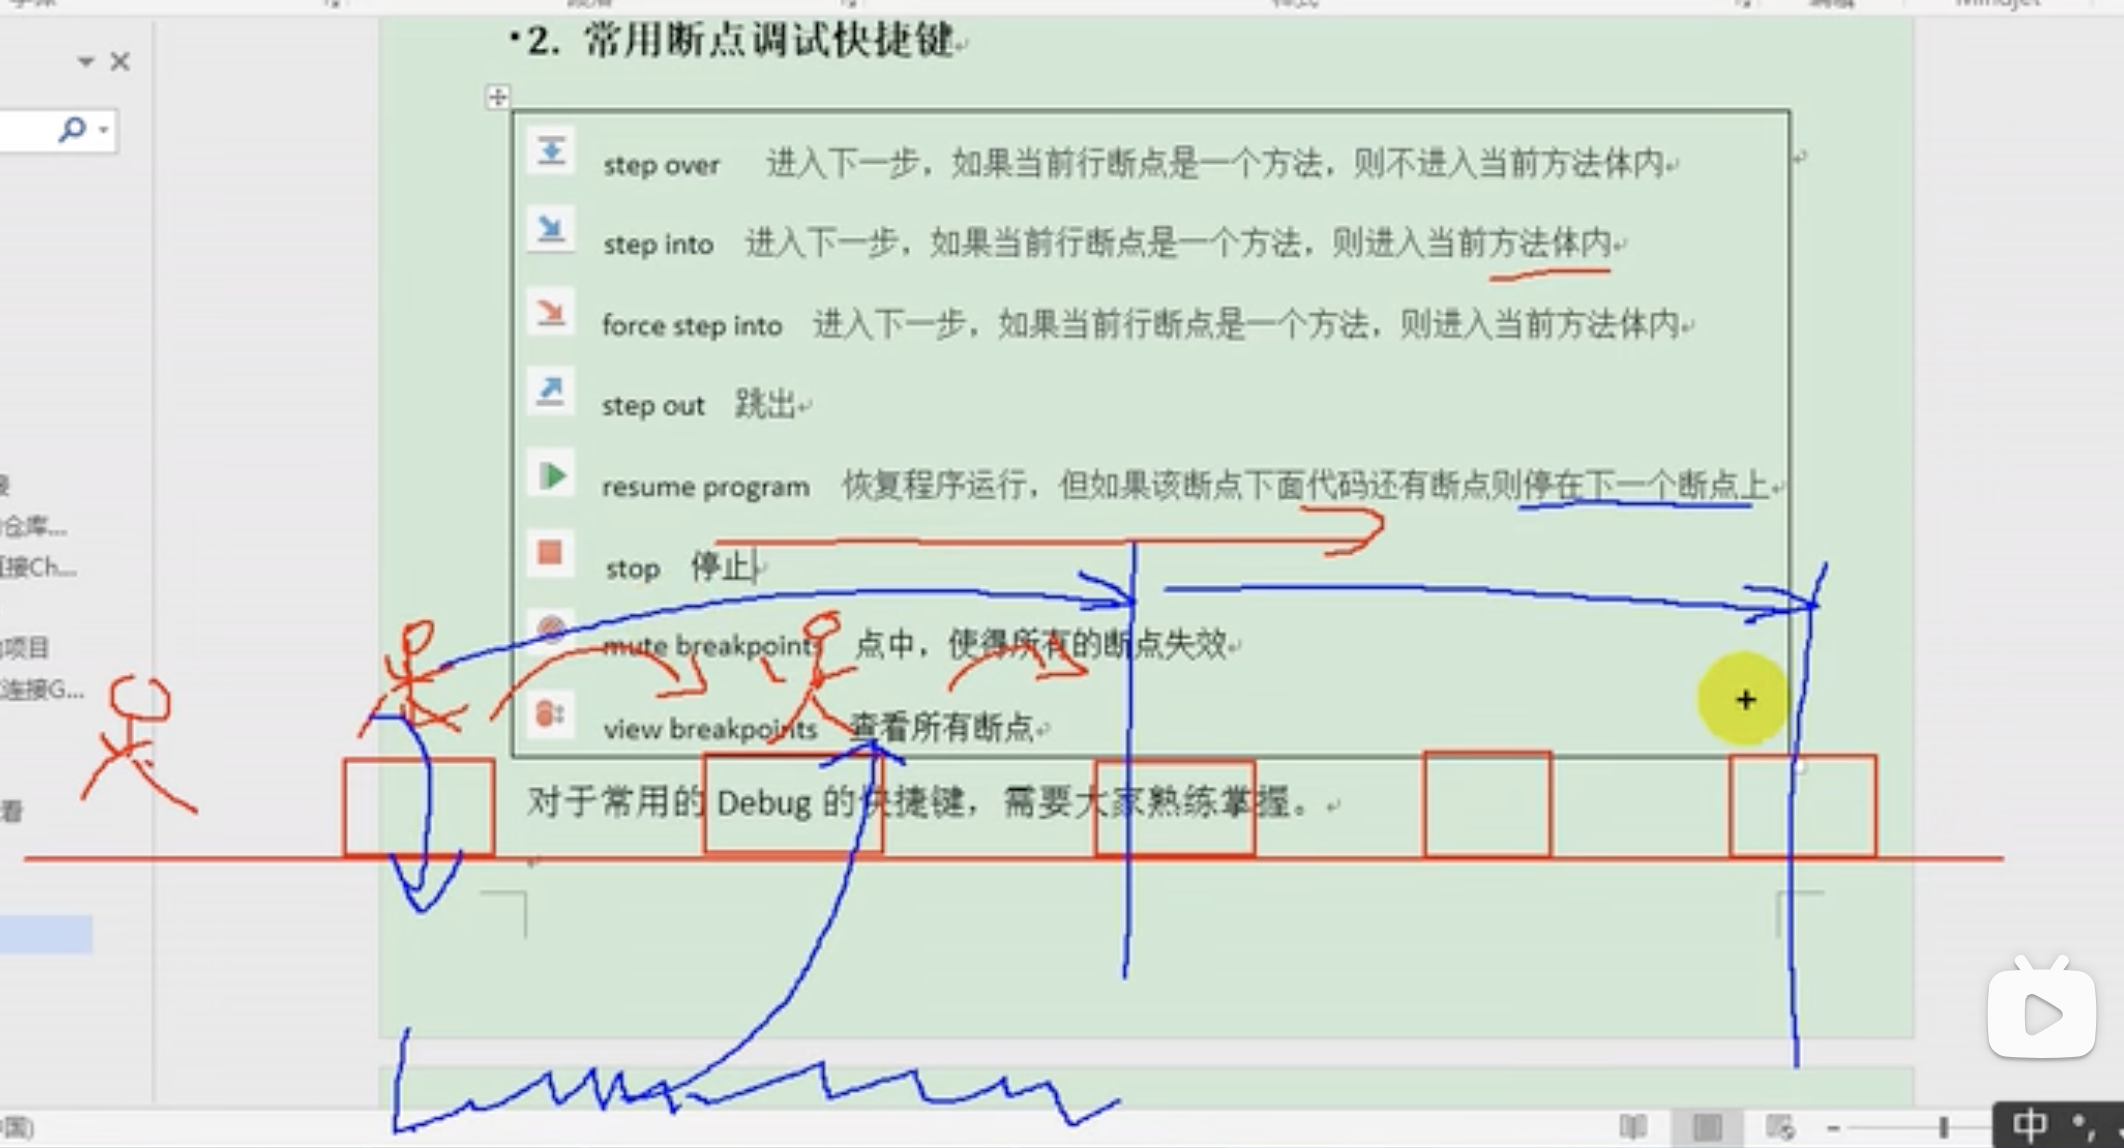 •2. 常用断点调试快捷键
step over 进入下一步，如果当前行断点是一个方法，则不进入当前方法体内
step into 进入下一步，如果当前行断点是一个方法，则进入当前方法体内
force step into 进入下一步，如果当前行断点是一个方法，则进入当前方法体内
step out 跳出
resume program 恢复程序运行，但如果该断点下面代码还有断点则停在下一个断点上
仓库...
stop 停止
接Ch...
mute breakpoints 点中，使得所有的断点失效
项目
连接G...
view breakpoints 查看所有断点
对于常用的 Debug 的快捷键，需要大家熟练掌握。
看
国)
中